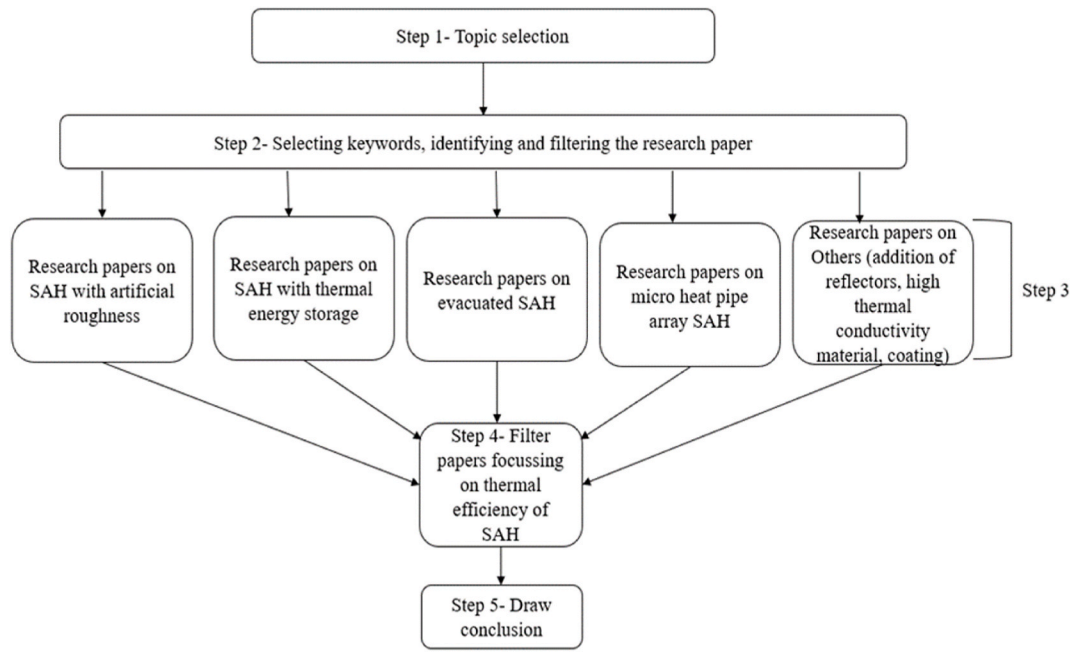 Step 1- Topic selection
Step 2- Selecting keywords, identifying and filtering the research paper
Research papers on
SAH with artificial
roughness
Research papers on
SAH with thermal
energy storage
Research papers on
evacuated SAH
Research papers on
micro heat pipe
array SAH
Research papers on
Others (addition of
reflectors, high
thermal
conductivity
material, coating)
Step 3
Step 4- Filter
papers focussing
on thermal
efficiency of
SAH
Step 5- Draw
conclusion